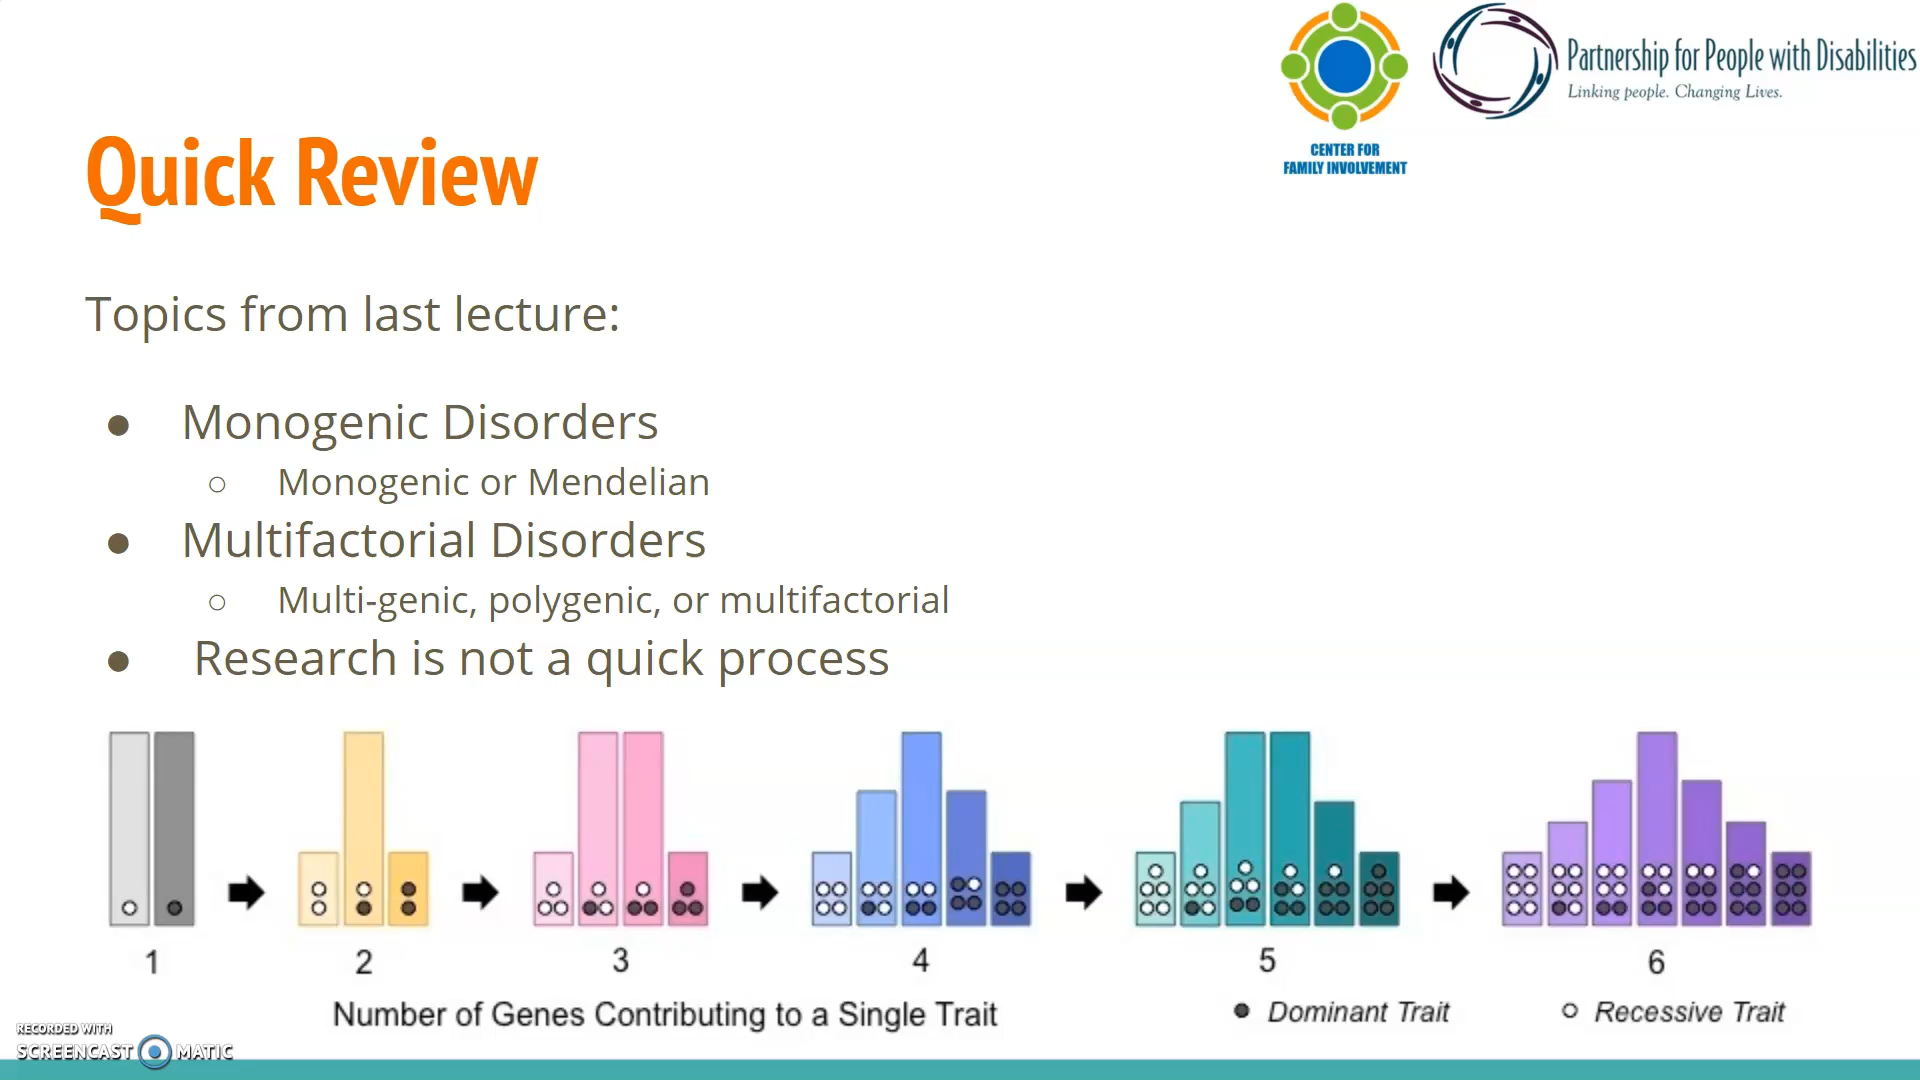 Partnership for People with Disabilities
Linking people. Changing Lives.
CENTER FOR
FAMILY INVOLVEMENT
Quick Review
Topics from last lecture:
● Monogenic Disorders
○ Monogenic or Mendelian
● Multifactorial Disorders
○ Multi-genic, polygenic, or multifactorial
● Research is not a quick process
1 2 3 4 5 6
Number of Genes Contributing to a Single Trait
Dominant Trait
Recessive Trait
RECORDED WITH
SCREENCAST MATIC